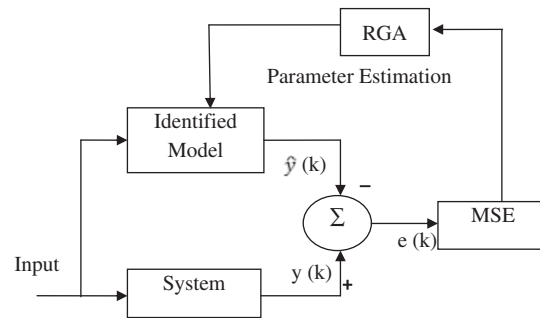 RGA
Parameter Estimation
Identified
Model
ŷ (k)
−
Σ
MSE
e (k)
Input
System
y (k)
+